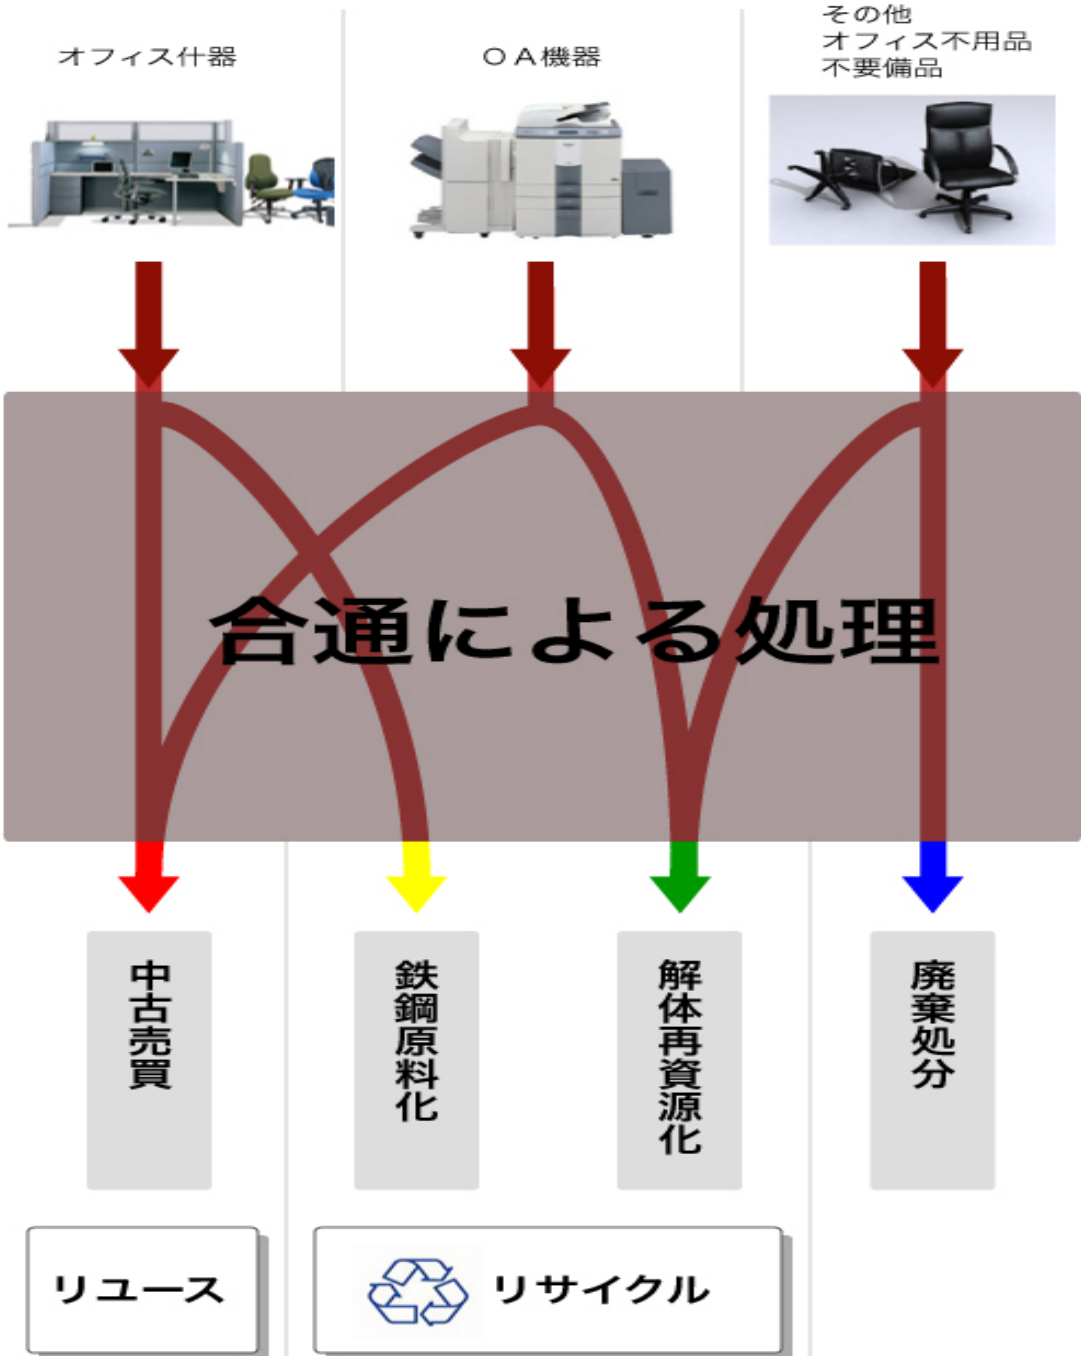 オフィス什器
ＯＡ機器
その他
オフィス不用品
不要備品
合通による処理
中古売買
鉄鋼原料化
解体再資源化
廃棄処分
リユース
リサイクル